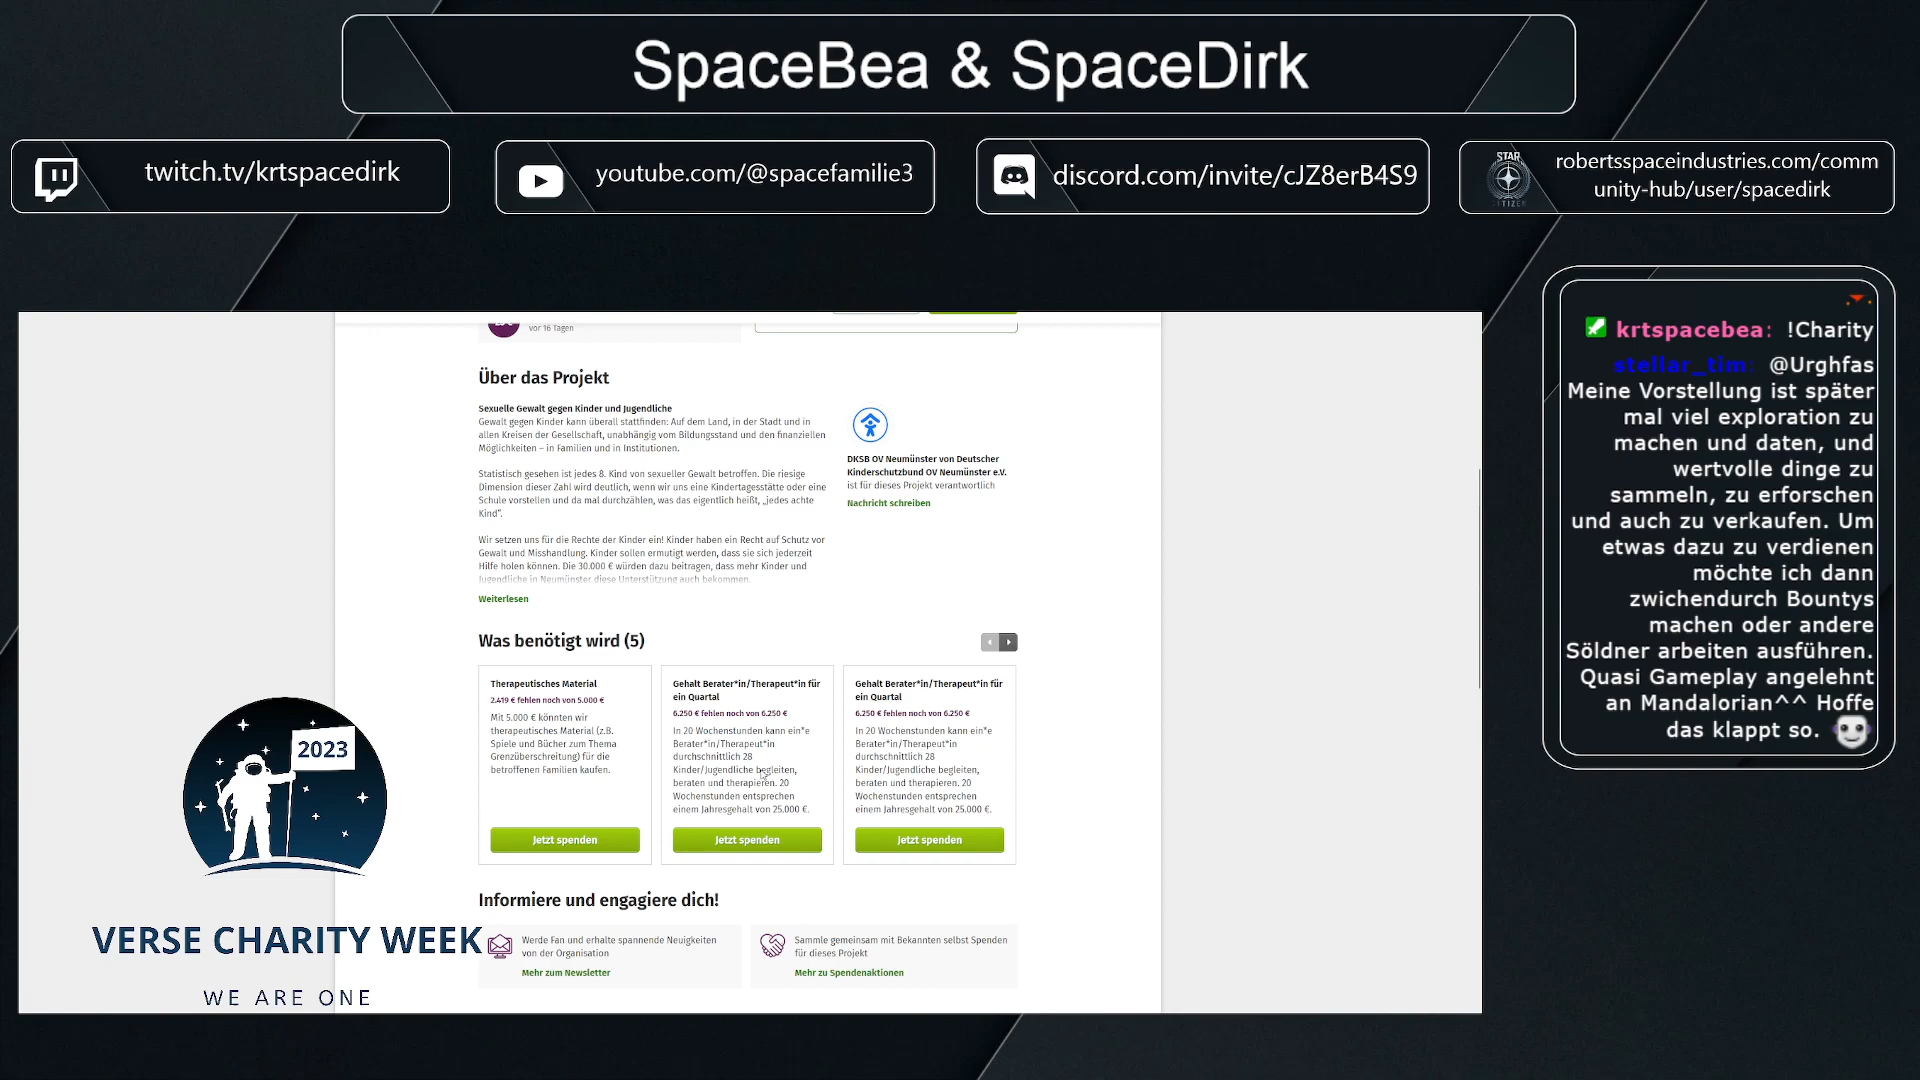 SpaceBea & SpaceDirk
twitch.tv/krtspacedirk
youtube.com/@spacefamilie3
discord.com/invite/cJZ8erB4S9
STAR
CITIZEN
robertsspaceindustries.com/comm
unity-hub/user/spacedirk
vor 16 Tagen
Über das Projekt
Sexuelle Gewalt gegen Kinder und Jugendliche
Gewalt gegen Kinder kann überall stattfinden: Auf dem Land, in der Stadt und in
allen Kreisen der Gesellschaft, unabhängig vom Bildungsstand und den finanziellen
Möglichkeiten – in Familien und in Institutionen.
Statistisch gesehen ist jedes 8. Kind von sexueller Gewalt betroffen. Die riesige
Dimension dieser Zahl wird deutlich, wenn wir uns eine Kindertagesstätte oder eine
Schule vorstellen und da mal durchzählen, was das eigentlich heißt, „jedes achte
Kind“.
Wir setzen uns für die Rechte der Kinder ein! Kinder haben ein Recht auf Schutz vor
Gewalt und Misshandlung. Kinder sollen ermutigt werden, dass sie sich jederzeit
Hilfe holen können. Die 30.000 € würden dazu beitragen, dass mehr Kinder und
Jugendliche in Neumünster diese Unterstützung auch bekommen.
Weiterlesen
DKSB OV Neumünster von Deutscher
Kinderschutzbund OV Neumünster e.V.
ist für dieses Projekt verantwortlich
Nachricht schreiben
Was benötigt wird (5)
Therapeutisches Material
2.419 € fehlen noch von 5.000 €
Mit 5.000 € könnten wir
therapeutisches Material (z.B.
Spiele und Bücher zum Thema
Grenzüberschreitung) für die
betroffenen Familien kaufen.
Jetzt spenden
Gehalt Berater*in/Therapeut*in für
ein Quartal
6.250 € fehlen noch von 6.250 €
In 20 Wochenstunden kann ein*e
Berater*in/Therapeut*in
durchschnittlich 28
Kinder/Jugendliche begleiten,
beraten und therapieren. 20
Wochenstunden entsprechen
einem Jahresgehalt von 25.000 €.
Jetzt spenden
Gehalt Berater*in/Therapeut*in für
ein Quartal
6.250 € fehlen noch von 6.250 €
In 20 Wochenstunden kann ein*e
Berater*in/Therapeut*in
durchschnittlich 28
Kinder/Jugendliche begleiten,
beraten und therapieren. 20
Wochenstunden entsprechen
einem Jahresgehalt von 25.000 €.
Jetzt spenden
Informiere und engagiere dich!
Werde Fan und erhalte spannende Neuigkeiten
von der Organisation
Mehr zum Newsletter
Sammle gemeinsam mit Bekannten selbst Spenden
für dieses Projekt
Mehr zu Spendenaktionen
2023
VERSE CHARITY WEEK
WE ARE ONE
krtspacebea: !Charity
stellar_tim: @Urghfas
Meine Vorstellung ist später
mal viel exploration zu
machen und daten, und
wertvolle dinge zu
sammeln, zu erforschen
und auch zu verkaufen. Um
etwas dazu zu verdienen
möchte ich dann
zwichendurch Bountys
machen oder andere
Söldner arbeiten ausführen.
Quasi Gameplay angelehnt
an Mandalorian^^ Hoffe
das klappt so.